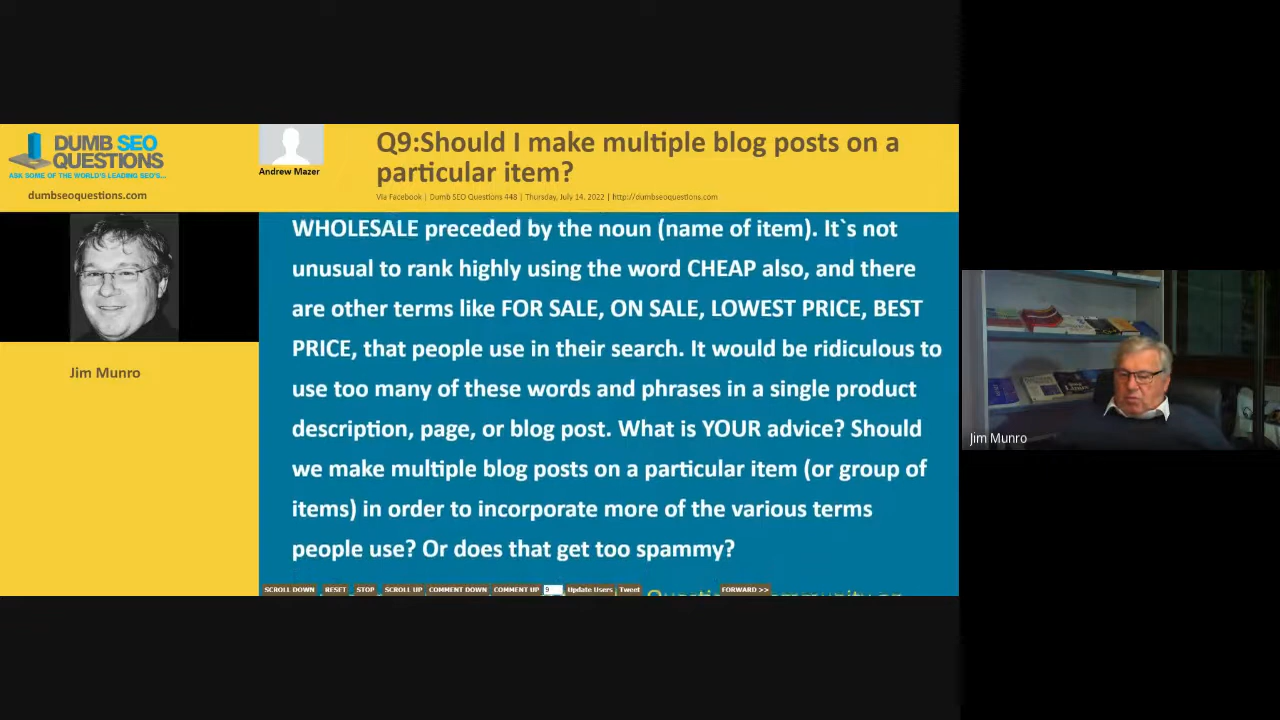 DUMB SEO
QUESTIONS
ASK SOME OF THE WORLD'S LEADING SEO'S...
dumbseoquestions.com
Andrew Mazer
Q9:Should I make multiple blog posts on a
particular item?
Via Facebook | Dumb SEO Questions 448 | Thursday, July 14, 2022 | http://dumbseoquestions.com
Jim Munro
WHOLESALE preceded by the noun (name of item). It`s not
unusual to rank highly using the word CHEAP also, and there
are other terms like FOR SALE, ON SALE, LOWEST PRICE, BEST
PRICE, that people use in their search. It would be ridiculous to
use too many of these words and phrases in a single product
description, page, or blog post. What is YOUR advice? Should
we make multiple blog posts on a particular item (or group of
items) in order to incorporate more of the various terms
people use? Or does that get too spammy?
SCROLL DOWN RESET STOP SCROLL UP COMMENT DOWN COMMENT UP 9 Update Users Tweet FORWARD >>
Jim Munro